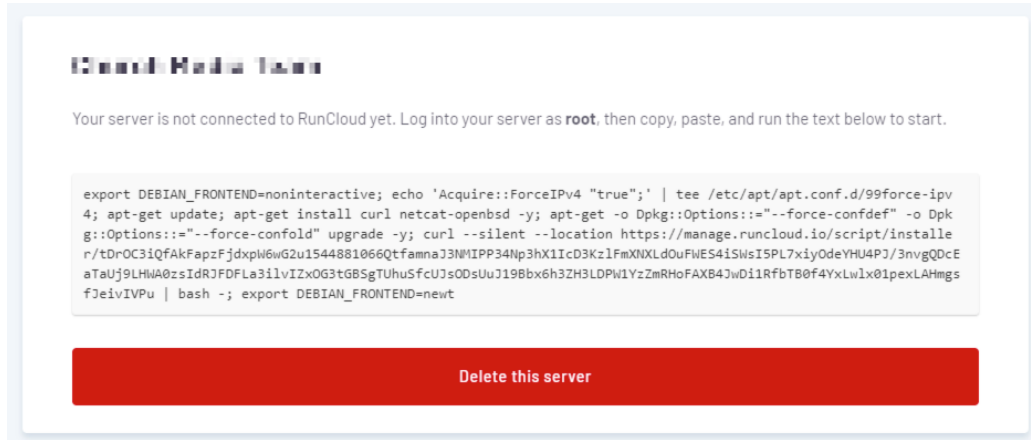 Your server is not connected to RunCloud yet. Log into your server as root, then copy, paste, and run the text below to start.
export DEBIAN_FRONTEND=noninteractive; echo 'Acquire::ForceIPv4 "true";' | tee /etc/apt/apt.conf.d/99force-ipv
4; apt-get update; apt-get install curl netcat-openbsd -y; apt-get -o Dpkg::Options::="--force-confdef" -o Dpk
g::Options::="--force-confold" upgrade -y; curl --silent --location https://manage.runcloud.io/script/installe
r/tDrOC3iQfAkFapzFjdxpW6wG2u1544881066QtfamnaJ3NMIPP34Np3hX1IcD3KzlFmXNXLdOuFWES4iSWsI5PL7xiyOdeYHU4PJ/3nvgQDcE
aTaUj9LHWA0zsIdRJFDFLa3ilvIZxOG3tGBSgTUhuSfcUJsODsUuJ19Bbx6h3ZH3LDPW1YzZmRHoFAXB4JwDi1RfbTB0f4YxLwlx01pexLAHmgs
fJeivIVPu | bash -; export DEBIAN_FRONTEND=newt
Delete this server